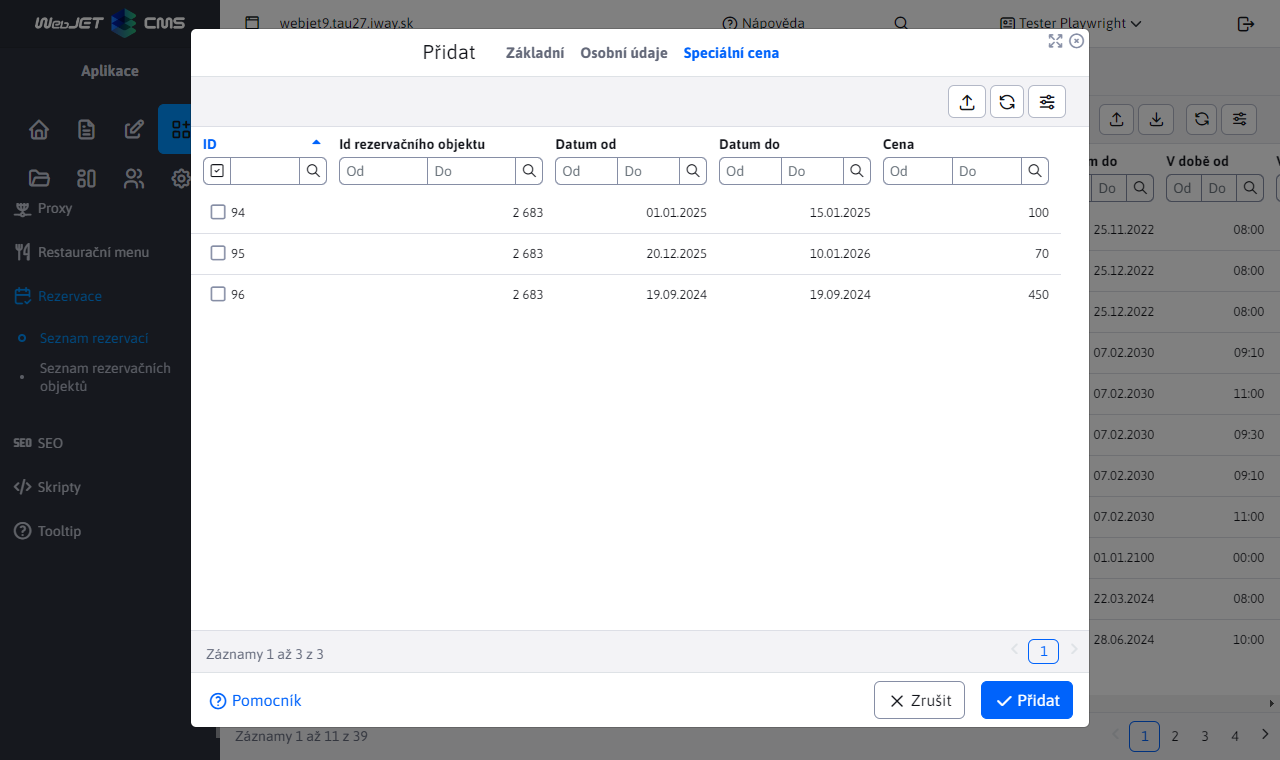 WebJET CMS
webjet9.tau27.iway.sk
Nápověda
Tester Playwright
Aplikace
Proxy
Restaurační menu
Rezervace
Seznam rezervací
Seznam rezervačních
objektů
SEO SEO
Skripty
Tooltip
Přidat
Základní
Osobní údaje
Speciální cena
ID
Id rezervačního objektu
Datum od
Datum do
Cena
Od Do Od Do Od Do Od Do
94 2 683 01.01.2025 15.01.2025 100
95 2 683 20.12.2025 10.01.2026 70
96 2 683 19.09.2024 19.09.2024 450
Záznamy 1 až 3 z 3
1
Pomocník
Zrušit
Přidat
m do V době od
Do Od Do
25.11.2022 08:00
25.12.2022 08:00
25.12.2022 08:00
07.02.2030 09:10
07.02.2030 11:00
07.02.2030 09:30
07.02.2030 09:10
07.02.2030 11:00
01.01.2100 00:00
22.03.2024 08:00
28.06.2024 10:00
Záznamy 1 až 11 z 39
1 2 3 4